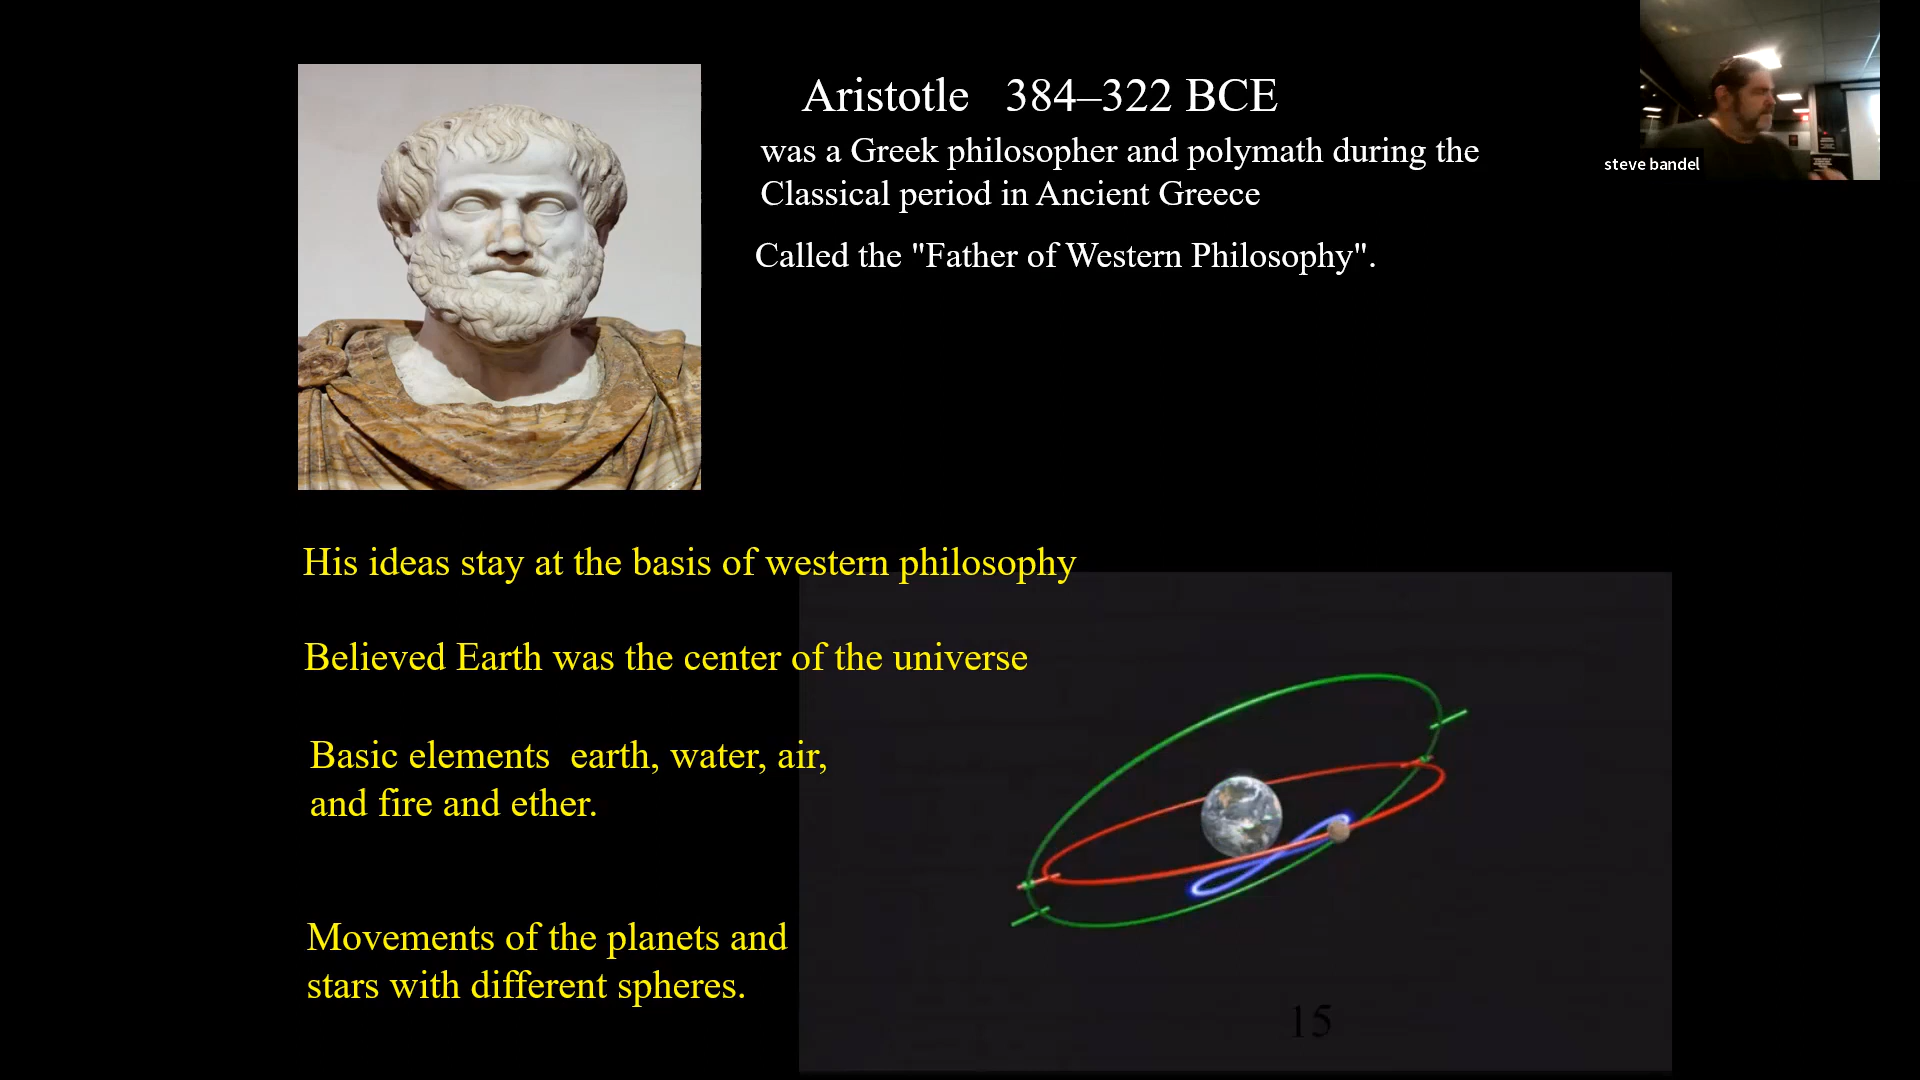 Aristotle 384–322 BCE
was a Greek philosopher and polymath during the
Classical period in Ancient Greece
steve bandel
Called the "Father of Western Philosophy".
His ideas stay at the basis of western philosophy
Believed Earth was the center of the universe
Basic elements earth, water, air,
and fire and ether.
Movements of the planets and
stars with different spheres.
15